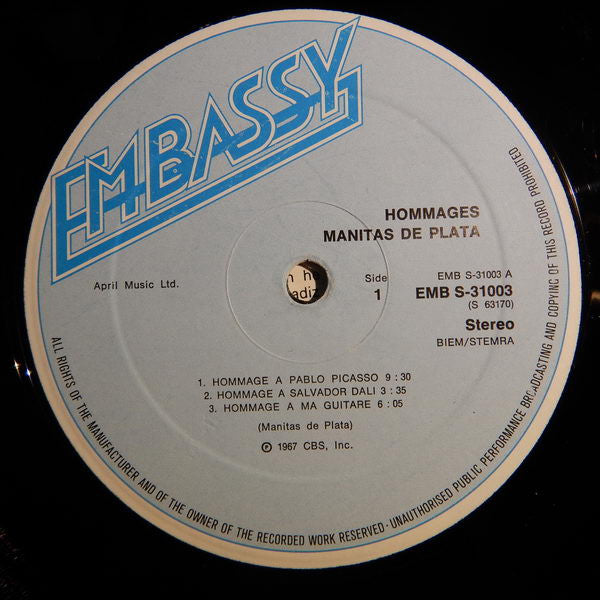 EMBASSY
HOMMAGES
MANITAS DE PLATA
April Music Ltd.
Side
1
EMB S-31003 A
EMB S-31003
(S 63170)
Stereo
BIEM/STEMRA
1. HOMMAGE A PABLO PICASSO 9 : 30
2. HOMMAGE A SALVADOR DALI 3 : 35
3. HOMMAGE A MA GUITARE 6 : 05
(Manitas de Plata)
℗ 1967 CBS, Inc.
ALL RIGHTS OF THE MANUFACTURER AND OF THE OWNER OF THE RECORDED WORK RESERVED - UNAUTHORISED PUBLIC PERFORMANCE BROADCASTING AND COPYING OF THIS RECORD PROHIBITED